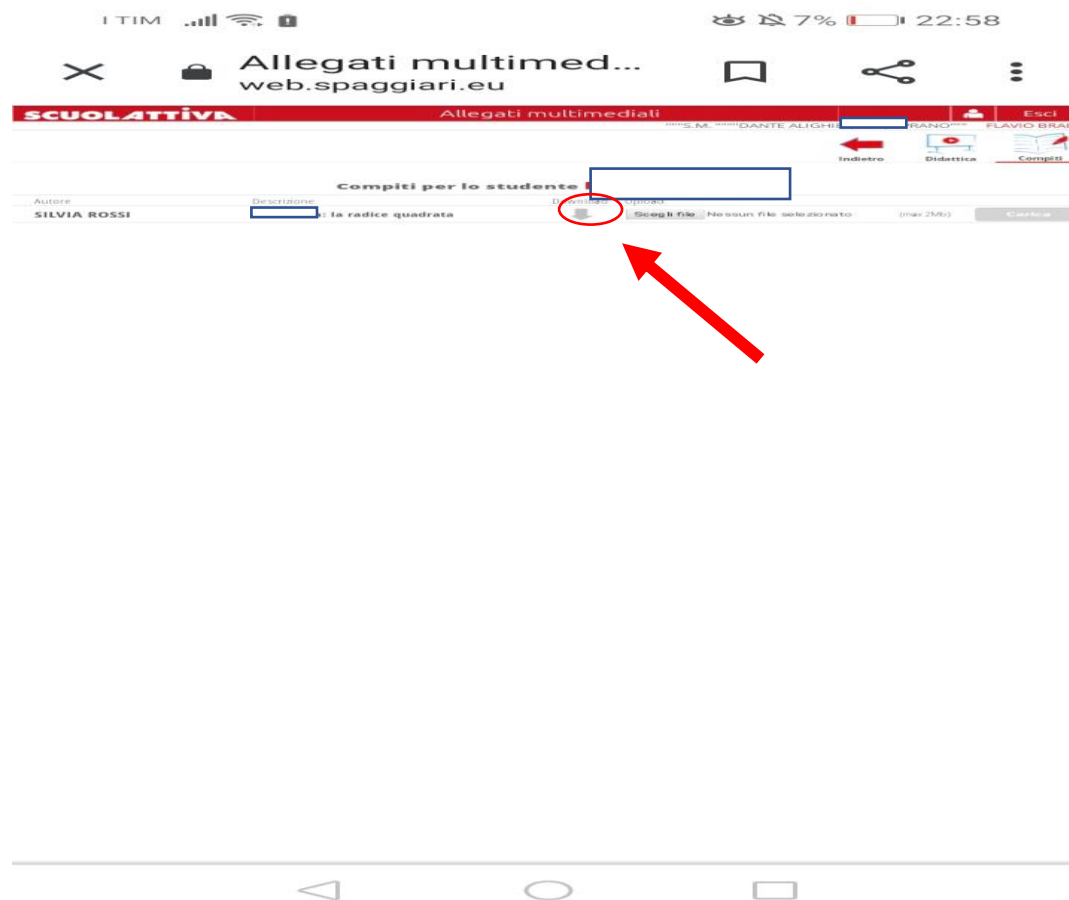 I TIM 7% 22:58
Allegati multimed...
web.spaggiari.eu
SCUOLATTIVA Allegati multimediali Esci
S.M. """"DANTE ALIGHI RANO"""" FLAVIO BRAI
Indietro Didattica Compiti
Compiti per lo studente
Autore Descrizione Download Upload
SILVIA ROSSI : la radice quadrata Scegli file Nessun file selezionato (max 2Mb) Carica